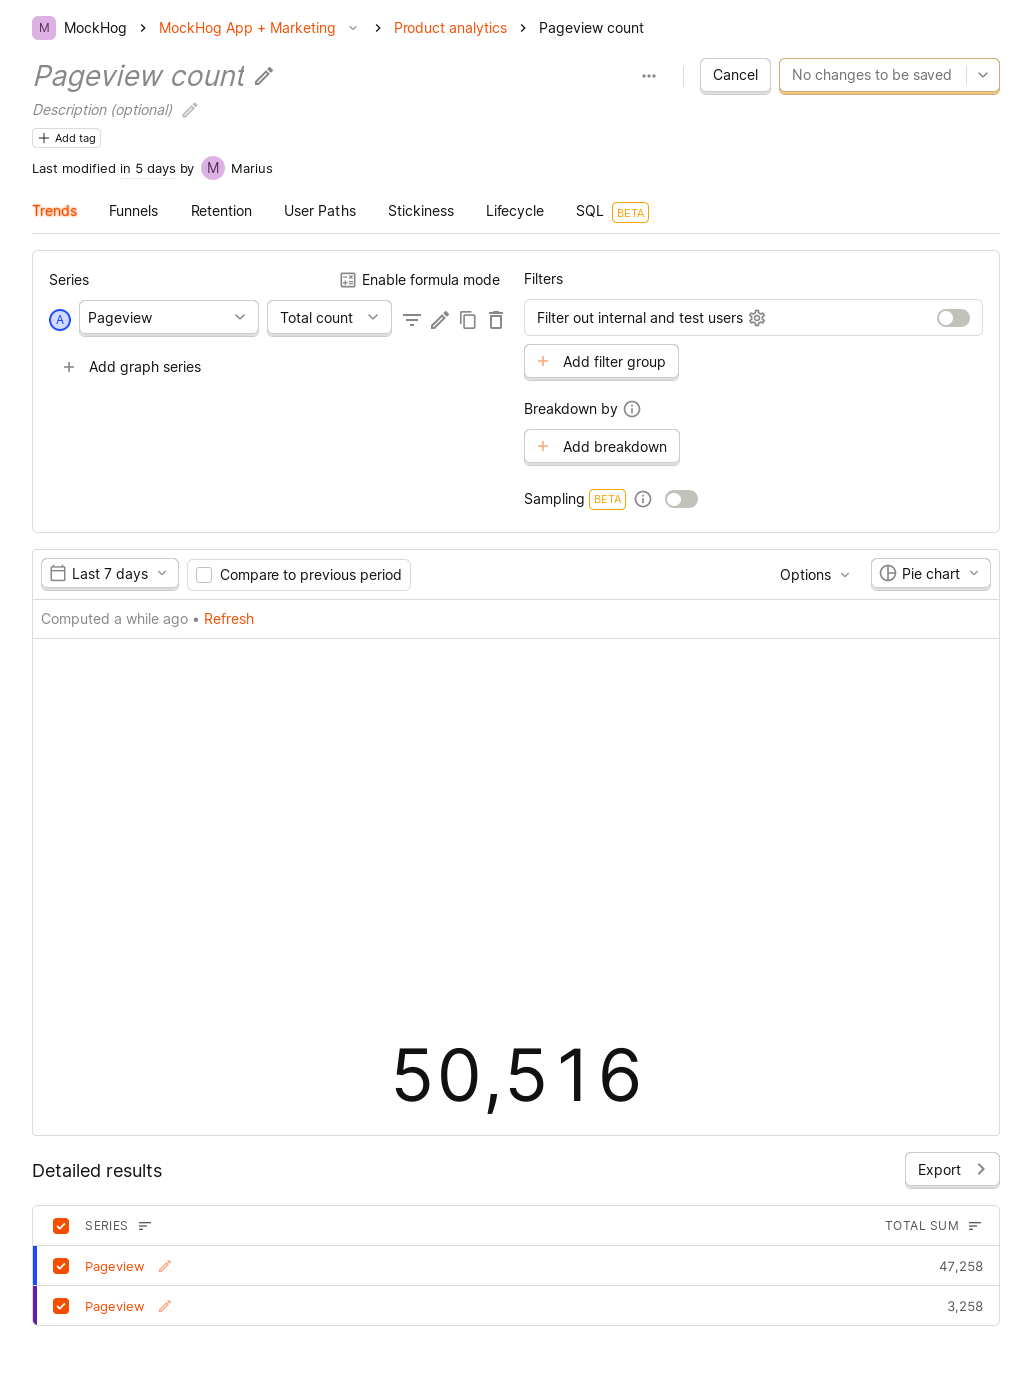 M MockHog MockHog App + Marketing Product analytics Pageview count
Pageview count
Cancel No changes to be saved
Description (optional)
Add tag
Last modified in 5 days by M Marius
Trends Funnels Retention User Paths Stickiness Lifecycle SQL BETA
Series Enable formula mode
A Pageview Total count
Add graph series
Filters
Filter out internal and test users
Add filter group
Breakdown by
Add breakdown
Sampling BETA
Last 7 days Compare to previous period Options Pie chart
Computed a while ago • Refresh
50,516
Detailed results Export
SERIES TOTAL SUM
Pageview 47,258
Pageview 3,258